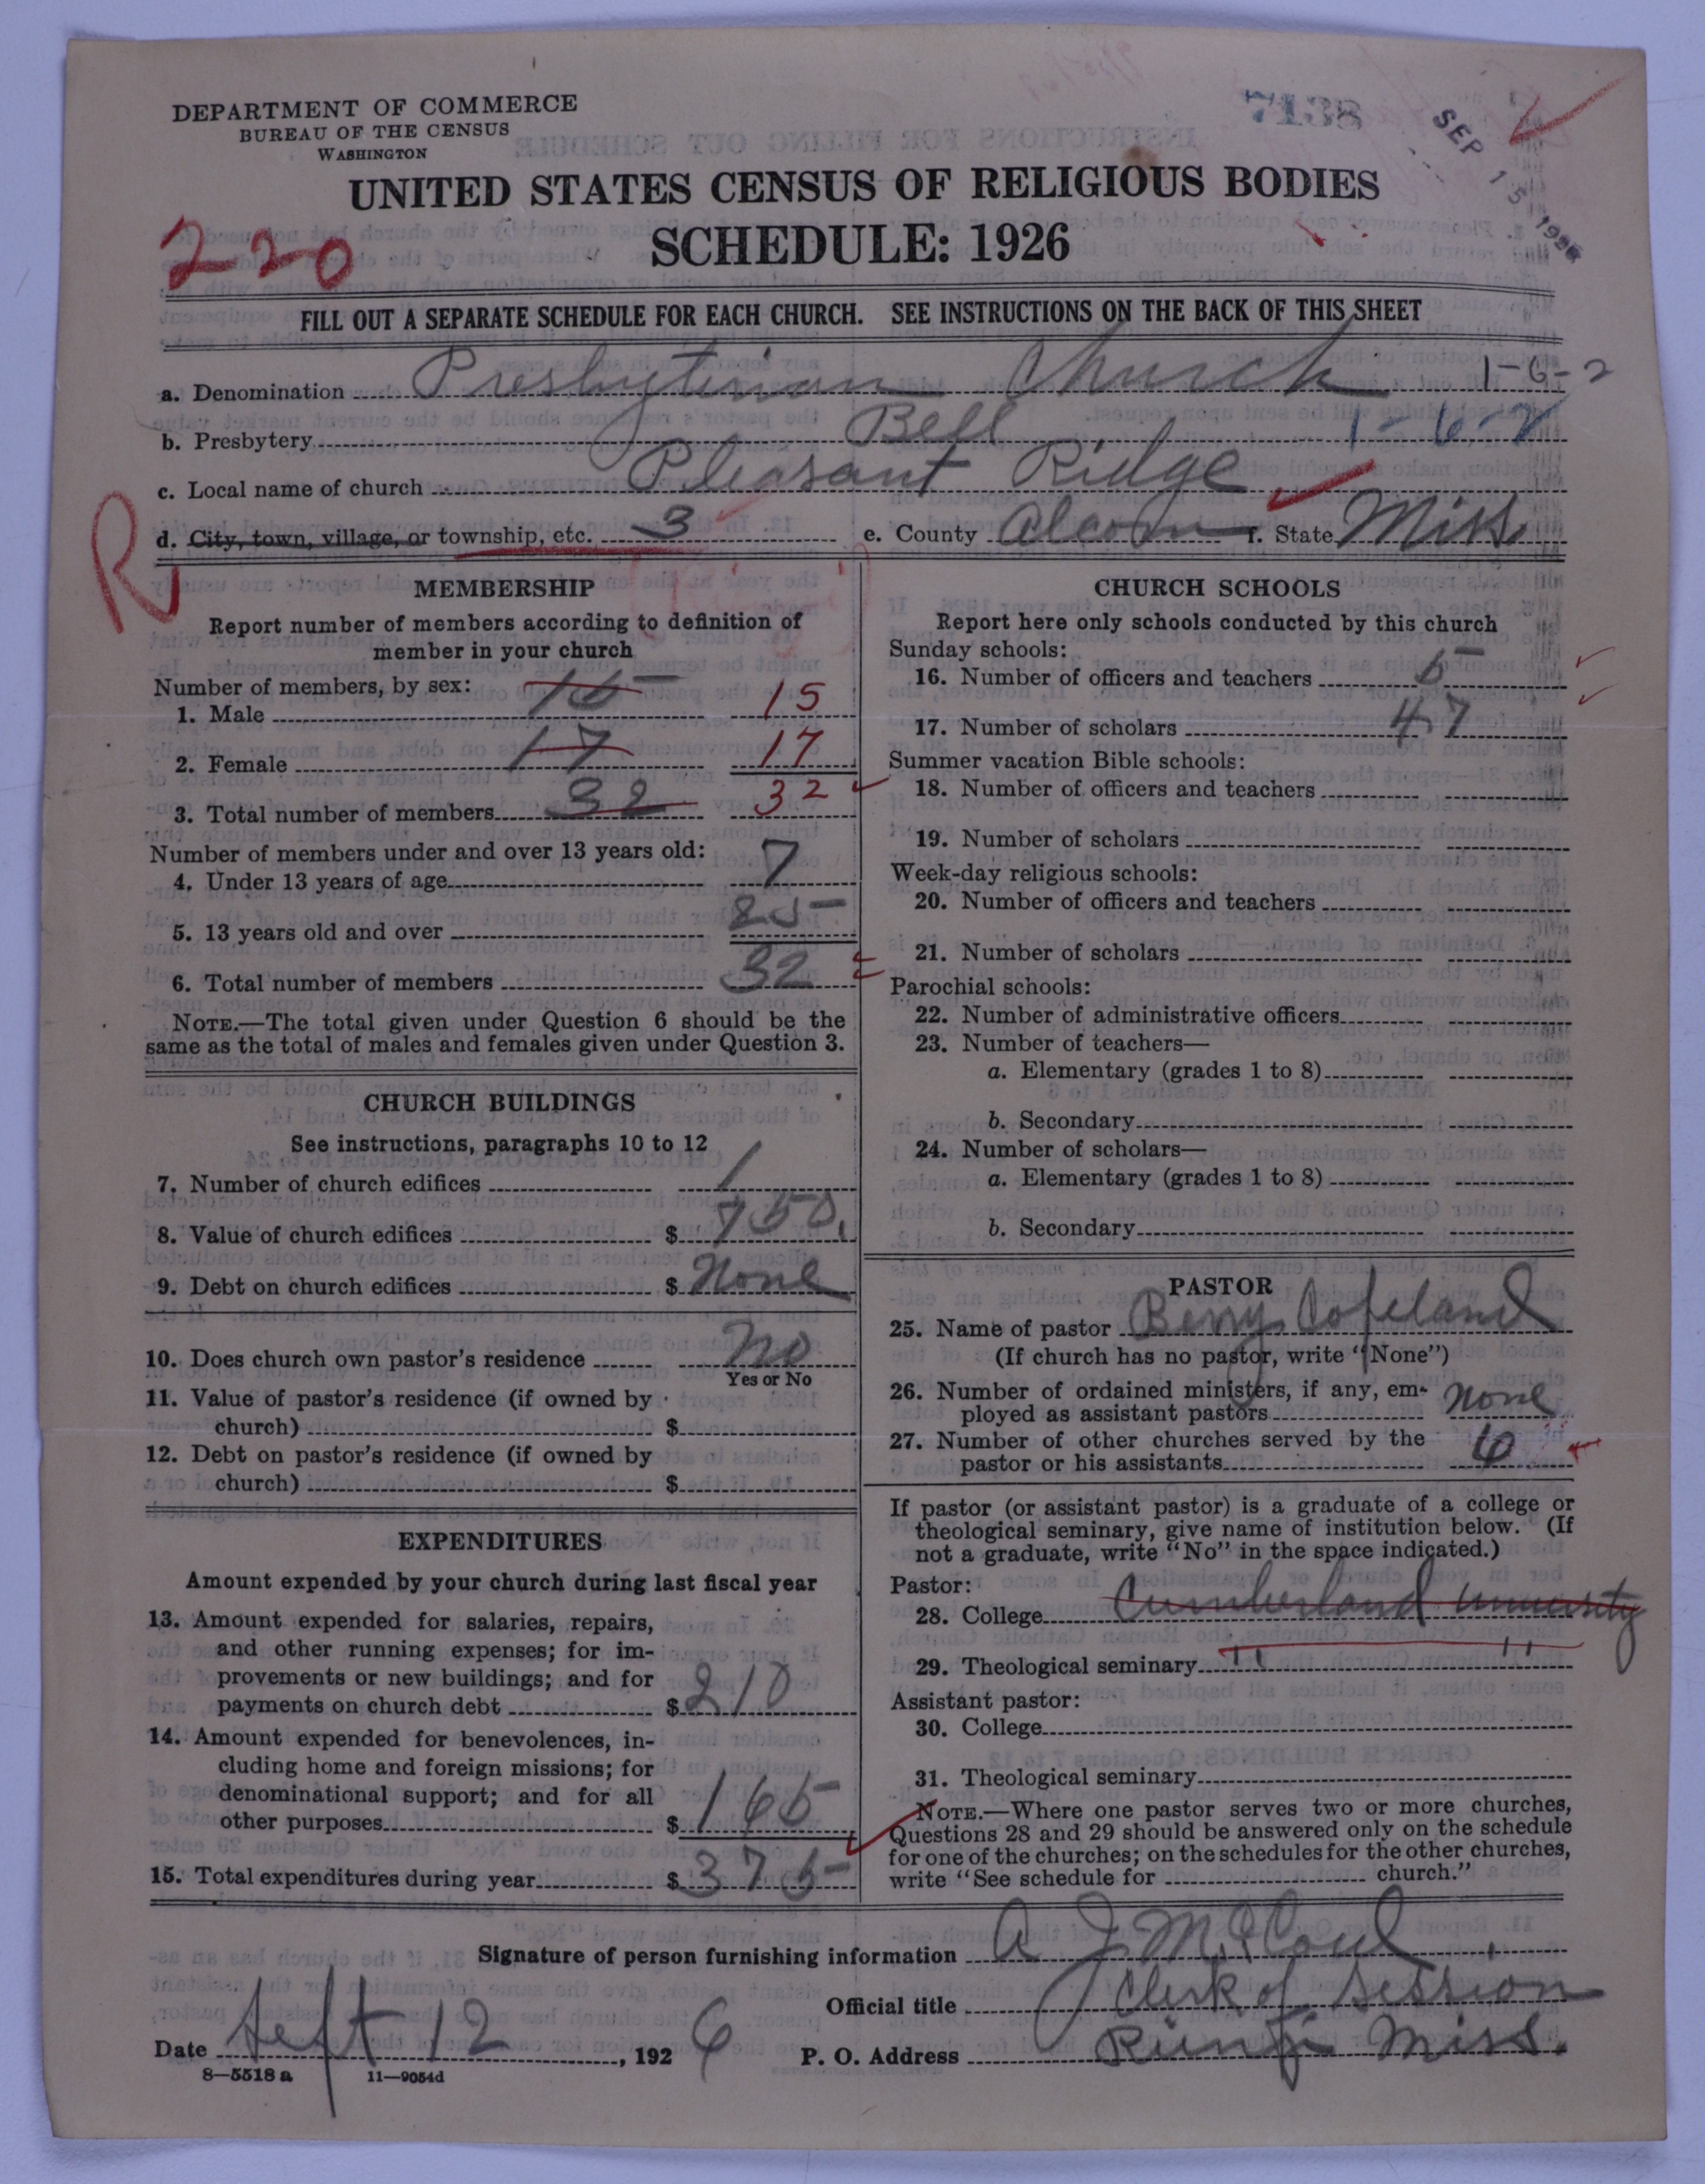 DEPARTMENT OF COMMERCE
BUREAU OF THE CENSUS
WASHINGTON
7138
SEP 15 1926
UNITED STATES CENSUS OF RELIGIOUS BODIES
SCHEDULE: 1926
220
FILL OUT A SEPARATE SCHEDULE FOR EACH CHURCH. SEE INSTRUCTIONS ON THE BACK OF THIS SHEET
a. Denomination Presbyterian Church 1-6-2
b. Presbytery Bell 1-6-2
c. Local name of church Pleasant Ridge
R
d. City, town, village, or township, etc. 3 e. County Alcorn f. State Miss.
MEMBERSHIP
Report number of members according to definition of
member in your church
Number of members, by sex:
1. Male 15 15
2. Female 17 17
3. Total number of members 32 32
Number of members under and over 13 years old:
4. Under 13 years of age 7
5. 13 years old and over 25
6. Total number of members 32
NOTE.—The total given under Question 6 should be the
same as the total of males and females given under Question 3.
CHURCH BUILDINGS
See instructions, paragraphs 10 to 12
7. Number of church edifices 1
8. Value of church edifices $ 750.
9. Debt on church edifices $ None
10. Does church own pastor's residence No
Yes or No
11. Value of pastor's residence (if owned by
church) $
12. Debt on pastor's residence (if owned by
church) $
EXPENDITURES
Amount expended by your church during last fiscal year
13. Amount expended for salaries, repairs,
and other running expenses; for im-
provements or new buildings; and for
payments on church debt $ 210
14. Amount expended for benevolences, in-
cluding home and foreign missions; for
denominational support; and for all
other purposes $ 165
15. Total expenditures during year $ 375
CHURCH SCHOOLS
Report here only schools conducted by this church
Sunday schools:
16. Number of officers and teachers 5
17. Number of scholars 47
Summer vacation Bible schools:
18. Number of officers and teachers
19. Number of scholars
Week-day religious schools:
20. Number of officers and teachers
21. Number of scholars
Parochial schools:
22. Number of administrative officers
23. Number of teachers—
a. Elementary (grades 1 to 8)
b. Secondary
24. Number of scholars—
a. Elementary (grades 1 to 8)
b. Secondary
PASTOR
25. Name of pastor Berry Copeland
(If church has no pastor, write "None")
26. Number of ordained ministers, if any, em-
ployed as assistant pastors None
27. Number of other churches served by the
pastor or his assistants 6
If pastor (or assistant pastor) is a graduate of a college or
theological seminary, give name of institution below. (If
not a graduate, write "No" in the space indicated.)
Pastor:
28. College Cumberland University
29. Theological seminary " "
Assistant pastor:
30. College
31. Theological seminary
NOTE.—Where one pastor serves two or more churches,
Questions 28 and 29 should be answered only on the schedule
for one of the churches; on the schedules for the other churches,
write "See schedule for church."
Signature of person furnishing information A J McCoul
Official title Clerk of Session
Date Sept 12, 1926 P. O. Address Miss.
8—5518 a 11—9054d